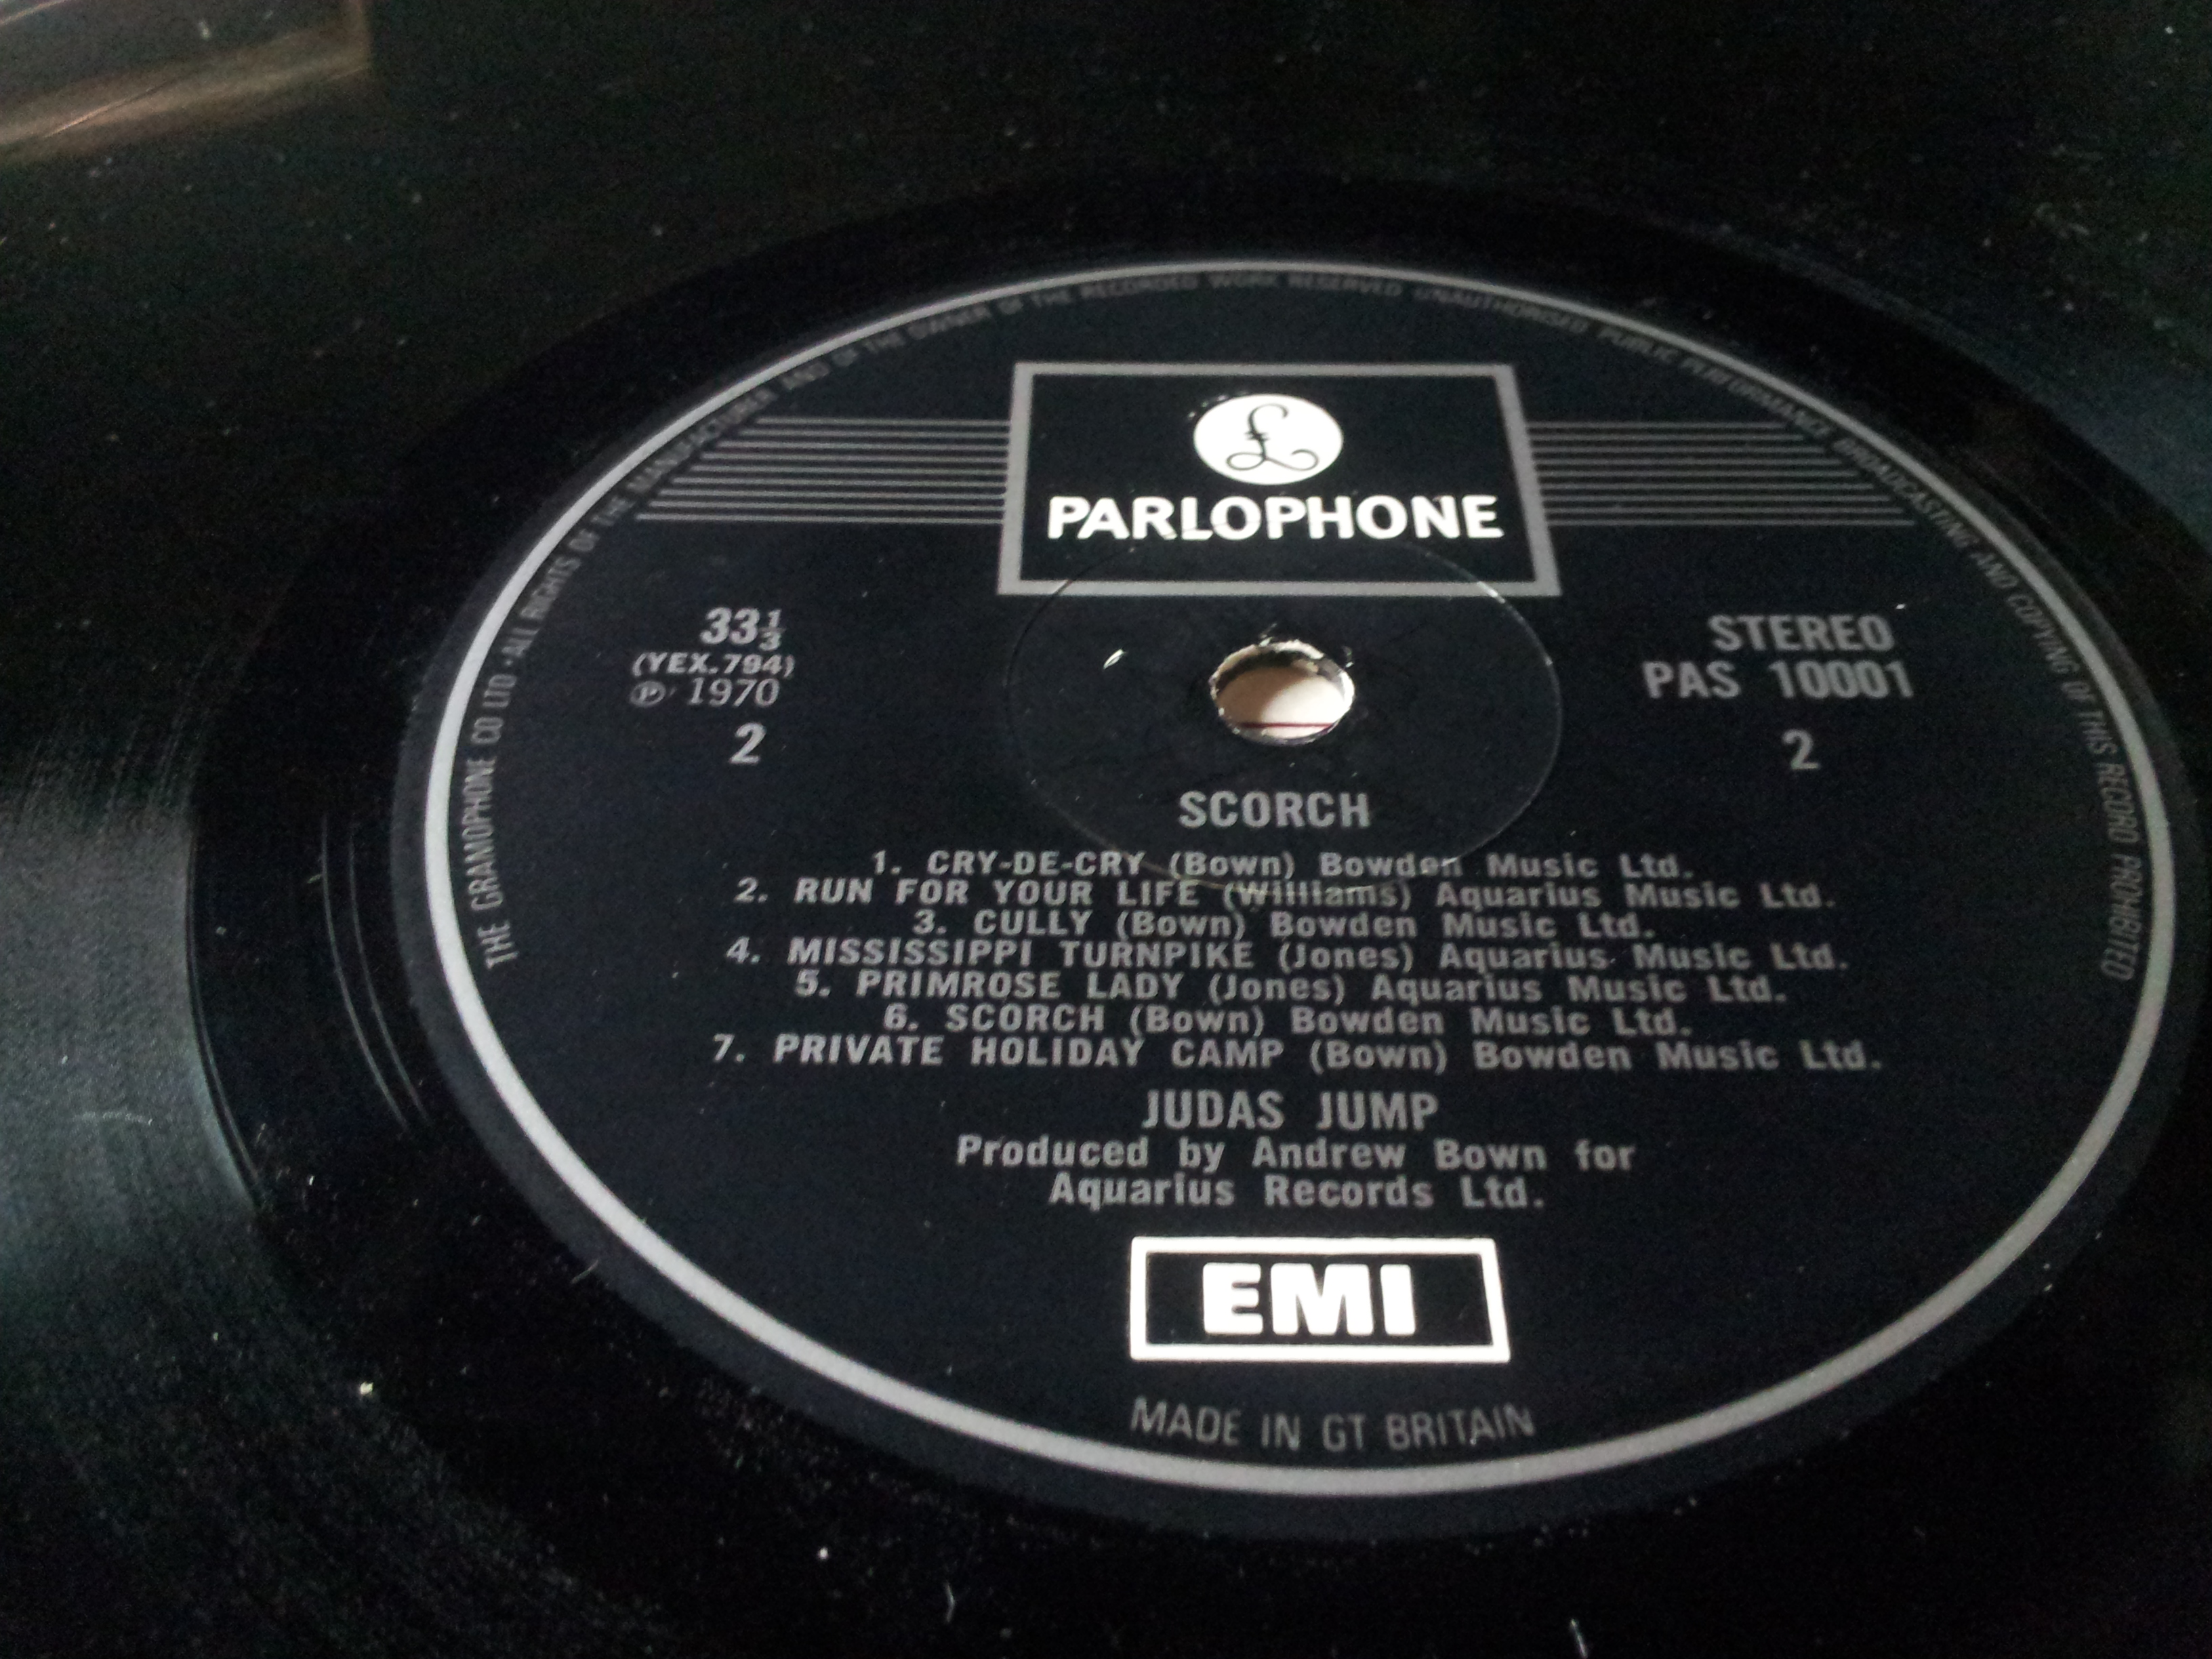 THE GRAMOPHONE CO LTD · ALL RIGHTS OF THE MANUFACTURER AND OF THE OWNER OF THE RECORDED WORK RESERVED UNAUTHORISED PUBLIC PERFORMANCE BROADCASTING AND COPYING OF THIS RECORD PROHIBITED
£
PARLOPHONE
33⅓
(YEX.794)
℗ 1970
2
STEREO
PAS 10001
2
SCORCH
1. CRY-DE-CRY (Bown) Bowden Music Ltd.
2. RUN FOR YOUR LIFE (Williams) Aquarius Music Ltd.
3. CULLY (Bown) Bowden Music Ltd.
4. MISSISSIPPI TURNPIKE (Jones) Aquarius Music Ltd.
5. PRIMROSE LADY (Jones) Aquarius Music Ltd.
6. SCORCH (Bown) Bowden Music Ltd.
7. PRIVATE HOLIDAY CAMP (Bown) Bowden Music Ltd.
JUDAS JUMP
Produced by Andrew Bown for
Aquarius Records Ltd.
EMI
MADE IN GT BRITAIN